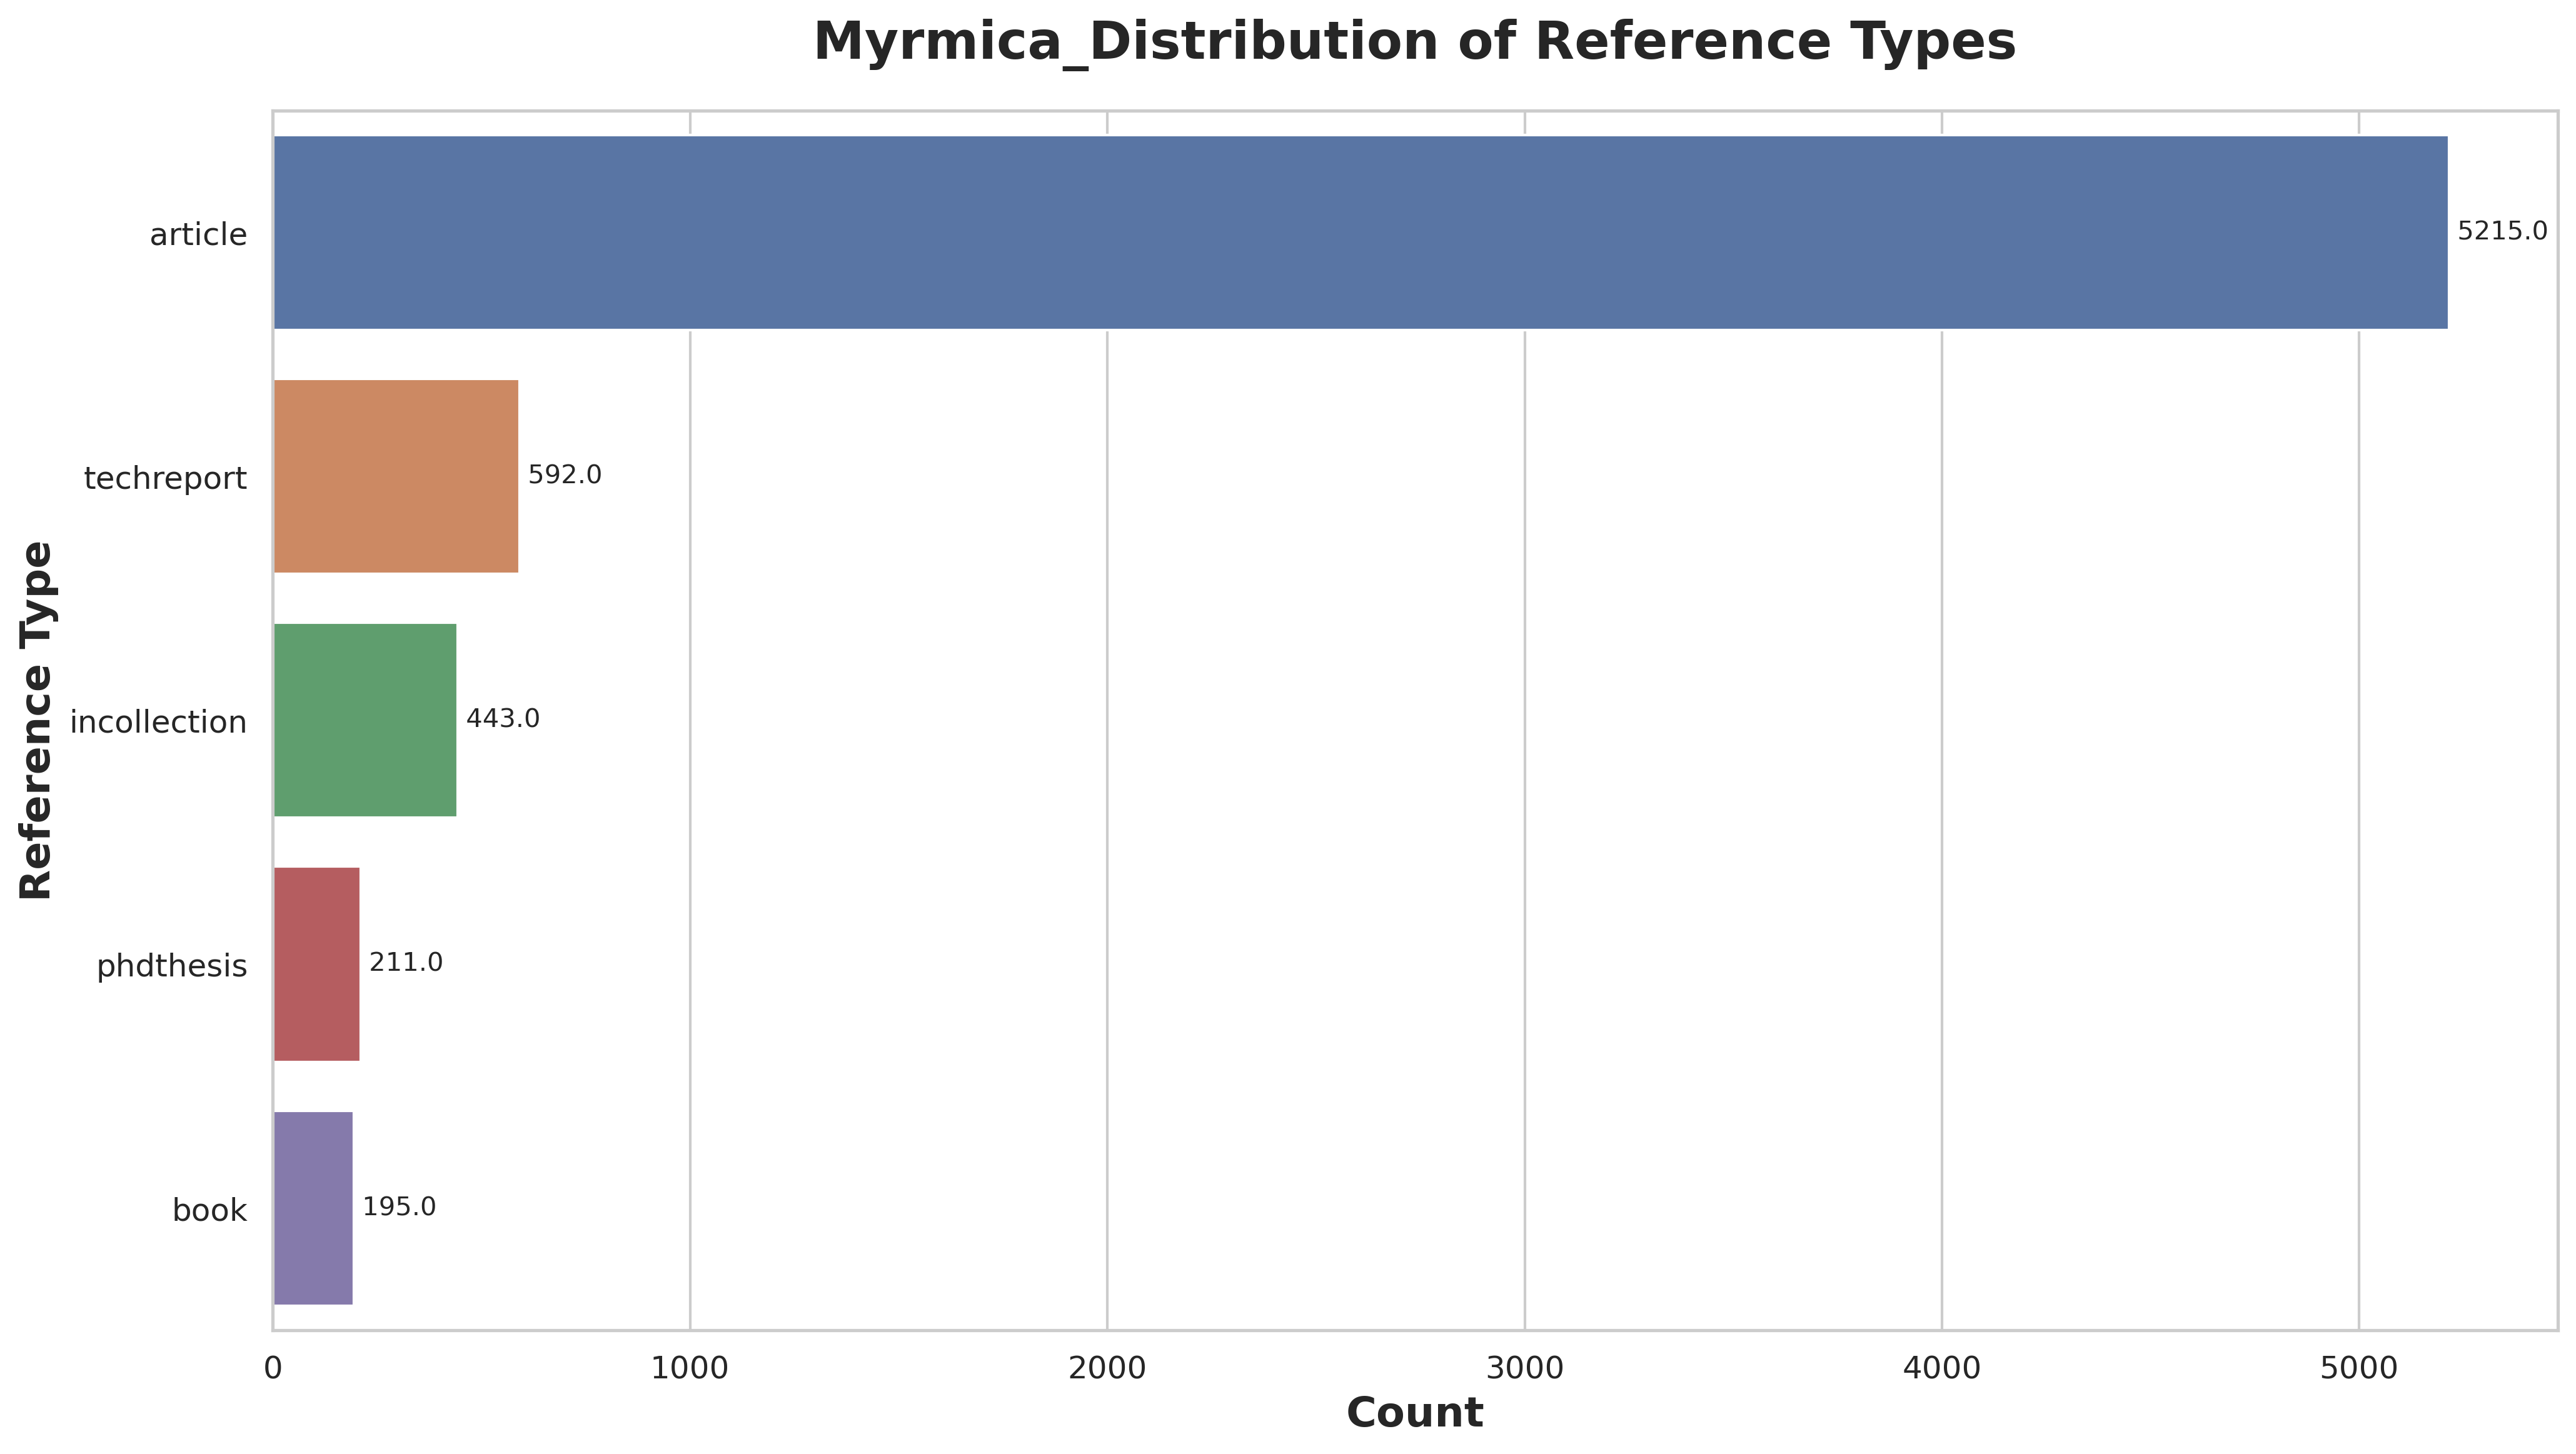 Myrmica_Distribution of Reference Types
Reference Type
article
5215.0
techreport
592.0
incollection
443.0
phdthesis
211.0
book
195.0
0 1000 2000 3000 4000 5000
Count